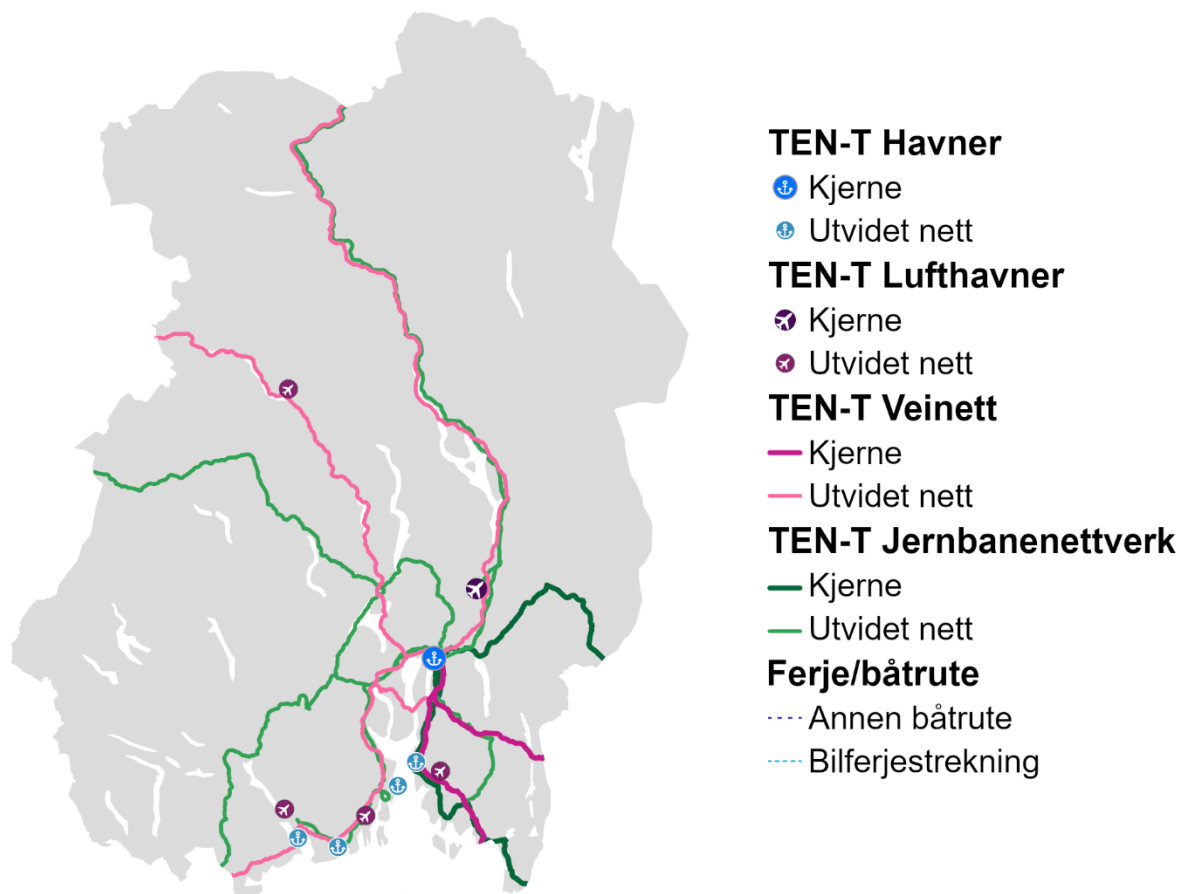 TEN-T Havner
Kjerne
Utvidet nett
TEN-T Lufthavner
Kjerne
Utvidet nett
TEN-T Veinett
Kjerne
Utvidet nett
TEN-T Jernbanenettverk
Kjerne
Utvidet nett
Ferje/båtrute
Annen båtrute
Bilferjestrekning